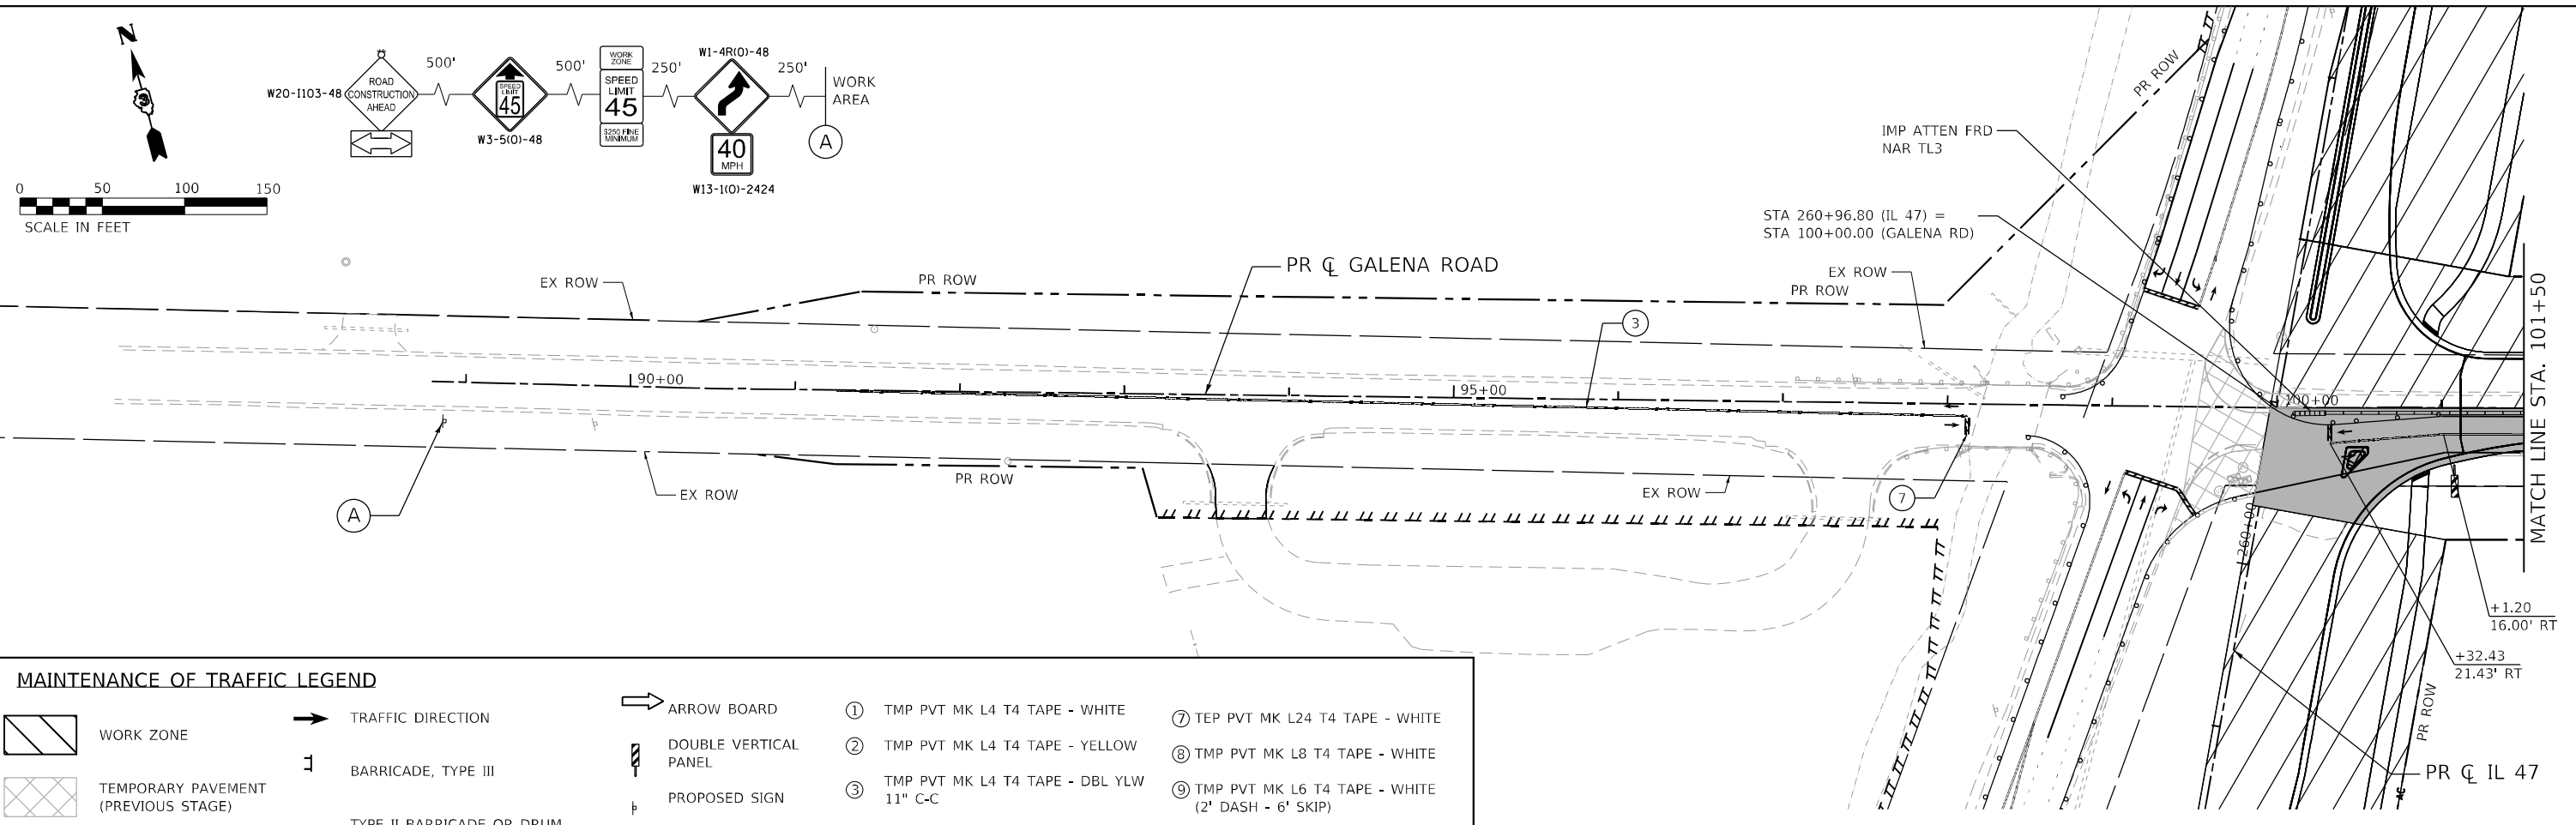 N
3
0 50 100 150
SCALE IN FEET
W20-I103-48
ROAD
CONSTRUCTION
AHEAD
500'
SPEED
LIMIT
45
W3-5(O)-48
500'
WORK
ZONE
SPEED
LIMIT
45
$250 FINE
MINIMUM
250'
W1-4R(O)-48
40
MPH
W13-1(O)-2424
250'
WORK
AREA
A
PR ROW
IMP ATTEN FRD
NAR TL3
STA 260+96.80 (IL 47) =
STA 100+00.00 (GALENA RD)
EX ROW
PR ROW
PR ℄ GALENA ROAD
EX ROW
PR ROW
3
90+00
95+00
100+00
MATCH LINE STA. 101+50
A
EX ROW
PR ROW
EX ROW
7
260+00
+1.20
16.00' RT
+32.43
21.43' RT
PR ROW
PR ℄ IL 47
AC
MAINTENANCE OF TRAFFIC LEGEND
WORK ZONE
TEMPORARY PAVEMENT
(PREVIOUS STAGE)
TRAFFIC DIRECTION
BARRICADE, TYPE III
TYPE II BARRICADE OR DRUM
ARROW BOARD
DOUBLE VERTICAL
PANEL
PROPOSED SIGN
1 TMP PVT MK L4 T4 TAPE - WHITE
2 TMP PVT MK L4 T4 TAPE - YELLOW
3 TMP PVT MK L4 T4 TAPE - DBL YLW
11" C-C
7 TEP PVT MK L24 T4 TAPE - WHITE
8 TMP PVT MK L8 T4 TAPE - WHITE
9 TMP PVT MK L6 T4 TAPE - WHITE
(2' DASH - 6' SKIP)